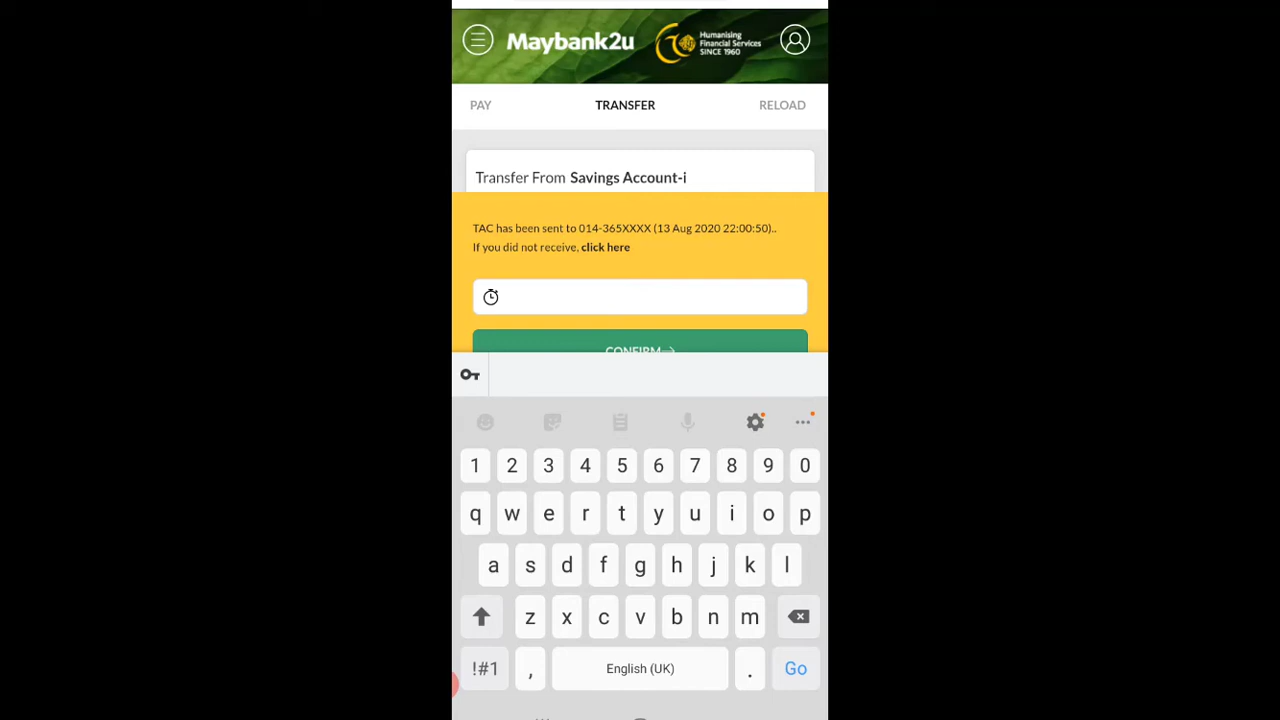 Maybank2u
Humanising
Financial Services
SINCE 1960
PAY TRANSFER RELOAD
Transfer From Savings Account-i
TAC has been sent to 014-365XXXX (13 Aug 2020 22:00:50)..
If you did not receive, click here
CONFIRM
1 2 3 4 5 6 7 8 9 0
q w e r t y u i o p
a s d f g h j k l
z x c v b n m
!#1 , English (UK) . Go